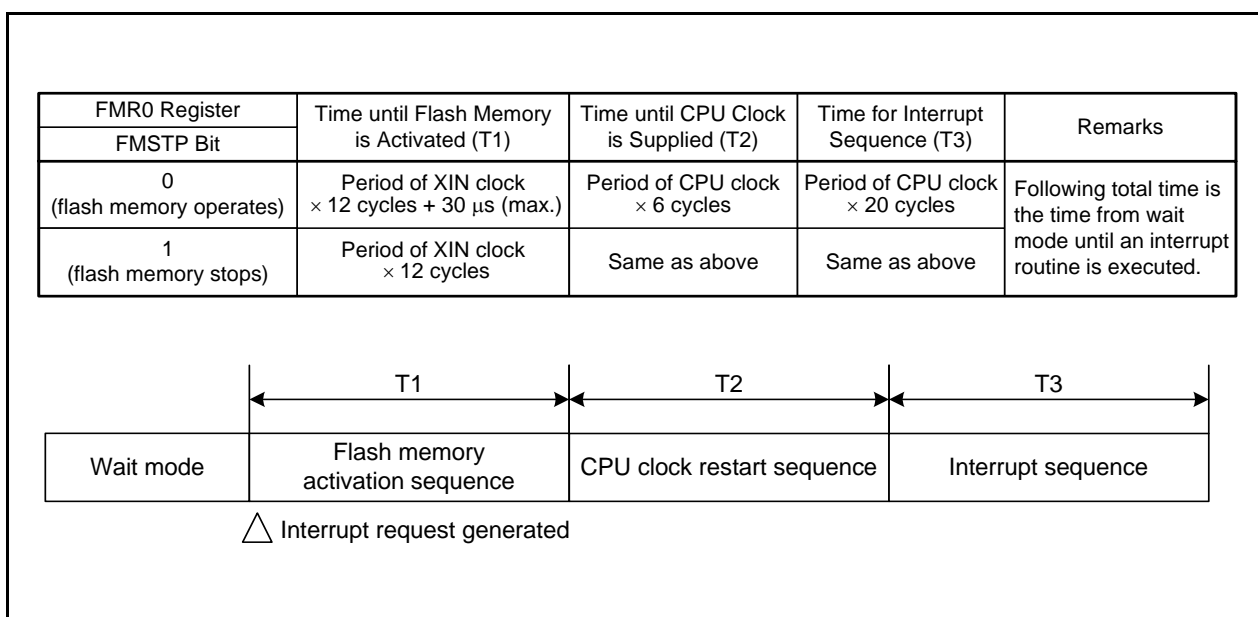 FMR0 Register
FMSTP Bit
Time until Flash Memory
is Activated (T1)
Time until CPU Clock
is Supplied (T2)
Time for Interrupt
Sequence (T3)
Remarks
0
(flash memory operates)
Period of XIN clock
× 12 cycles + 30 μs (max.)
Period of CPU clock
× 6 cycles
Period of CPU clock
× 20 cycles
Following total time is
the time from wait
mode until an interrupt
routine is executed.
1
(flash memory stops)
Period of XIN clock
× 12 cycles
Same as above
Same as above
T1
T2
T3
Wait mode
Flash memory
activation sequence
CPU clock restart sequence
Interrupt sequence
Interrupt request generated